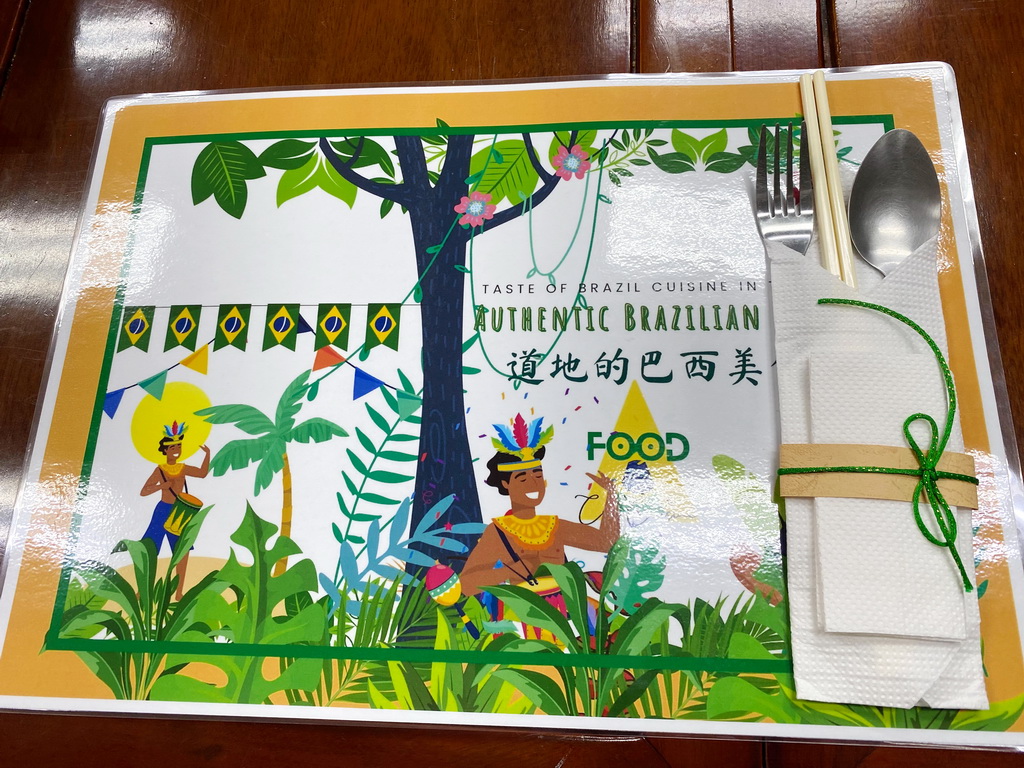 TASTE OF BRAZIL CUISINE IN
AUTHENTIC BRAZILIAN
道地的巴西美
FOOD